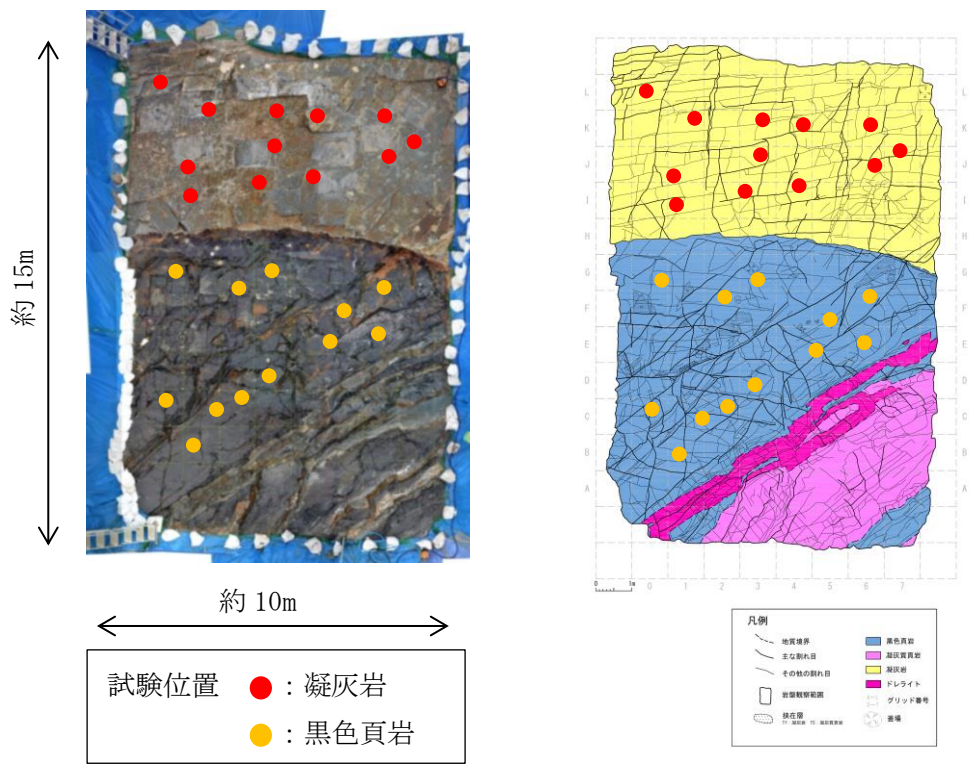 約 15m
約 10m
試験位置
：凝灰岩
：黒色頁岩
L
K
J
I
H
G
F
E
D
C
B
A
0 1m
0 1 2 3 4 5 6 7
凡例
地質境界
主な割れ目
その他の割れ目
岩盤観察範囲
挟在層
黒色頁岩
凝灰質頁岩
凝灰岩
ドレライト
グリッド番号